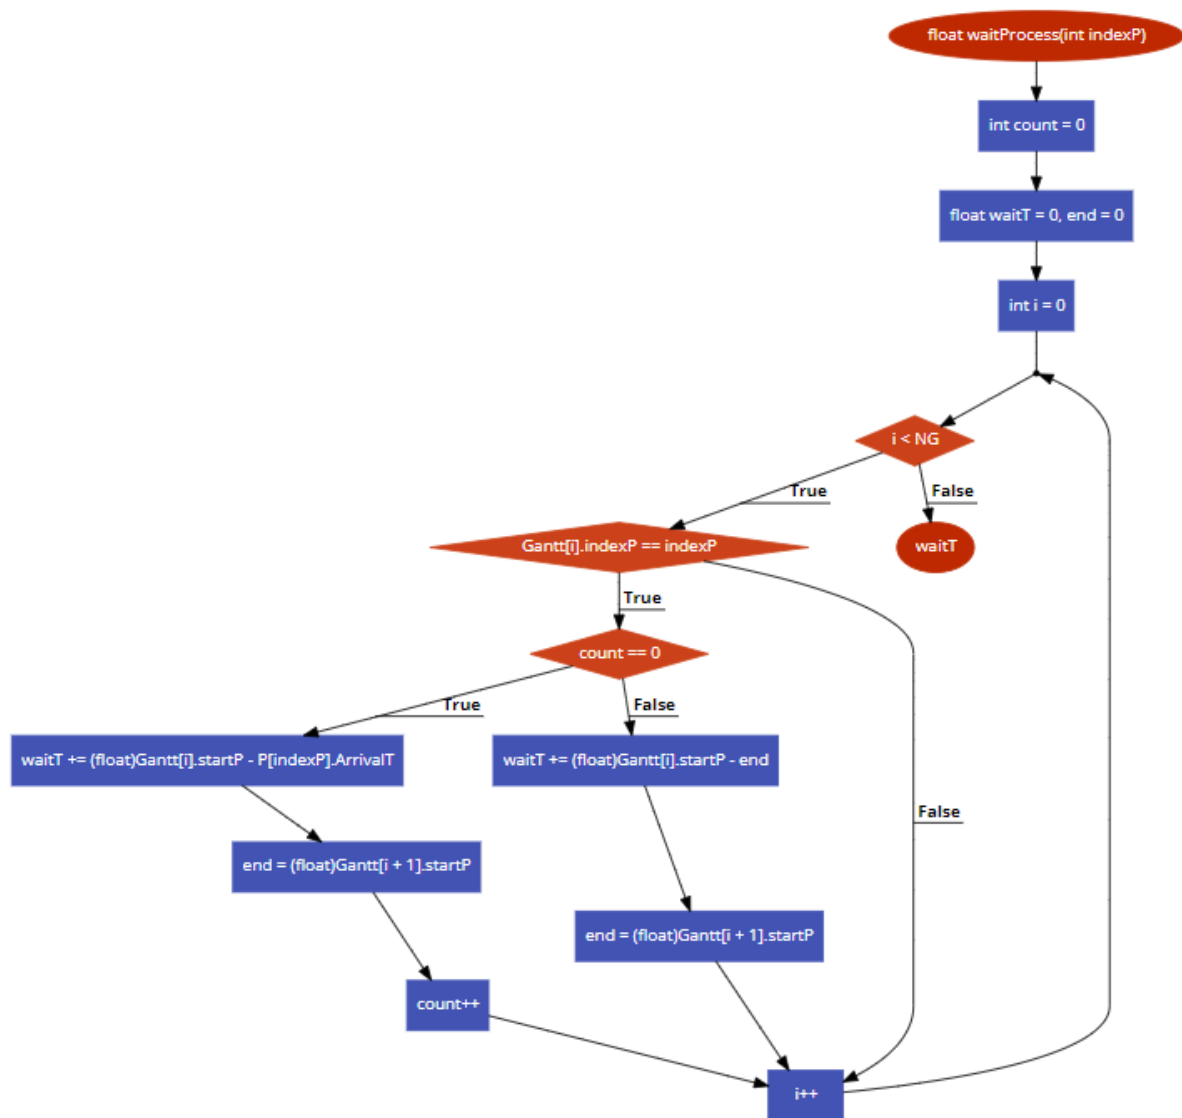 float waitProcess(int indexP)
int count = 0
float waitT = 0, end = 0
int i = 0
i < NG
True
False
Gantt[i].indexP == indexP
waitT
True
count == 0
True
False
waitT += (float)Gantt[i].startP - P[indexP].ArrivalT
waitT += (float)Gantt[i].startP - end
False
end = (float)Gantt[i + 1].startP
end = (float)Gantt[i + 1].startP
count++
i++